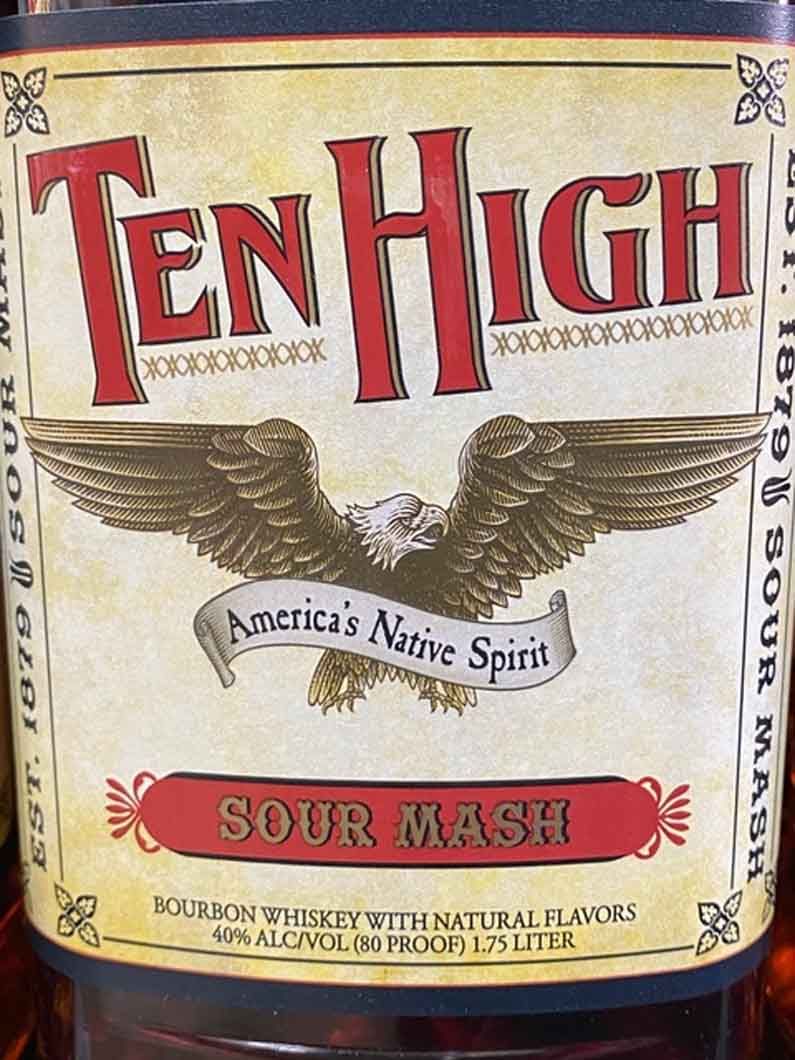 TEN HIGH
America's Native Spirit
SOUR MASH
BOURBON WHISKEY WITH NATURAL FLAVORS
40% ALC/VOL (80 PROOF) 1.75 LITER
EST. 1879 SOUR
EST. 1879 SOUR MASH